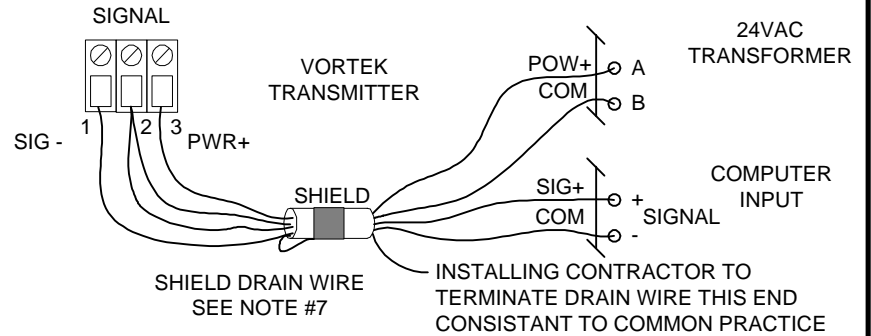 SIGNAL
24VAC
TRANSFORMER
VORTEK
TRANSMITTER
POW+
A
COM
B
1
2
3
SIG -
PWR+
COMPUTER
INPUT
SHIELD
SIG+
+
COM
SIGNAL
-
SHIELD DRAIN WIRE
SEE NOTE #7
INSTALLING CONTRACTOR TO
TERMINATE DRAIN WIRE THIS END
CONSISTANT TO COMMON PRACTICE